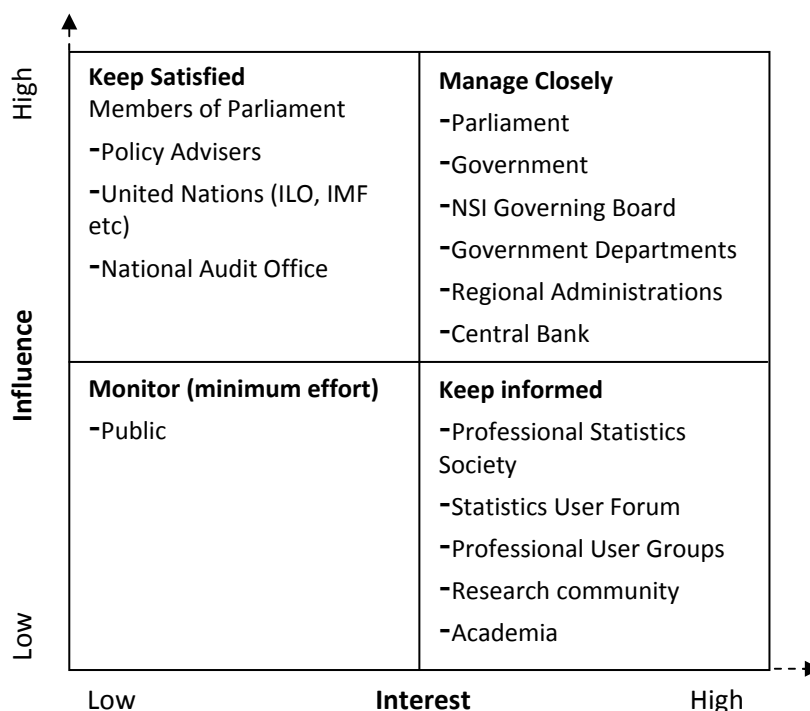 High
Keep Satisfied
Members of Parliament
-Policy Advisers
-United Nations (ILO, IMF
etc)
-National Audit Office
Manage Closely
-Parliament
-Government
-NSI Governing Board
-Government Departments
-Regional Administrations
-Central Bank
Influence
Monitor (minimum effort)
-Public
Keep informed
-Professional Statistics
Society
-Statistics User Forum
-Professional User Groups
-Research community
-Academia
Low
Low
Interest
High